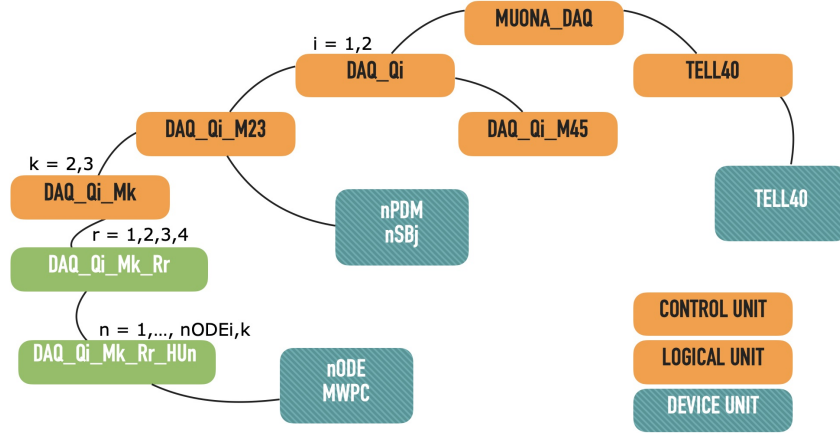 MUONA_DAQ
i = 1,2
DAQ_Qi
TELL40
DAQ_Qi_M23
DAQ_Qi_M45
k = 2,3
DAQ_Qi_Mk
nPDM
nSBj
TELL40
r = 1,2,3,4
DAQ_Qi_Mk_Rr
n = 1,..., nODEi,k
DAQ_Qi_Mk_Rr_HUn
nODE
MWPC
CONTROL UNIT
LOGICAL UNIT
DEVICE UNIT